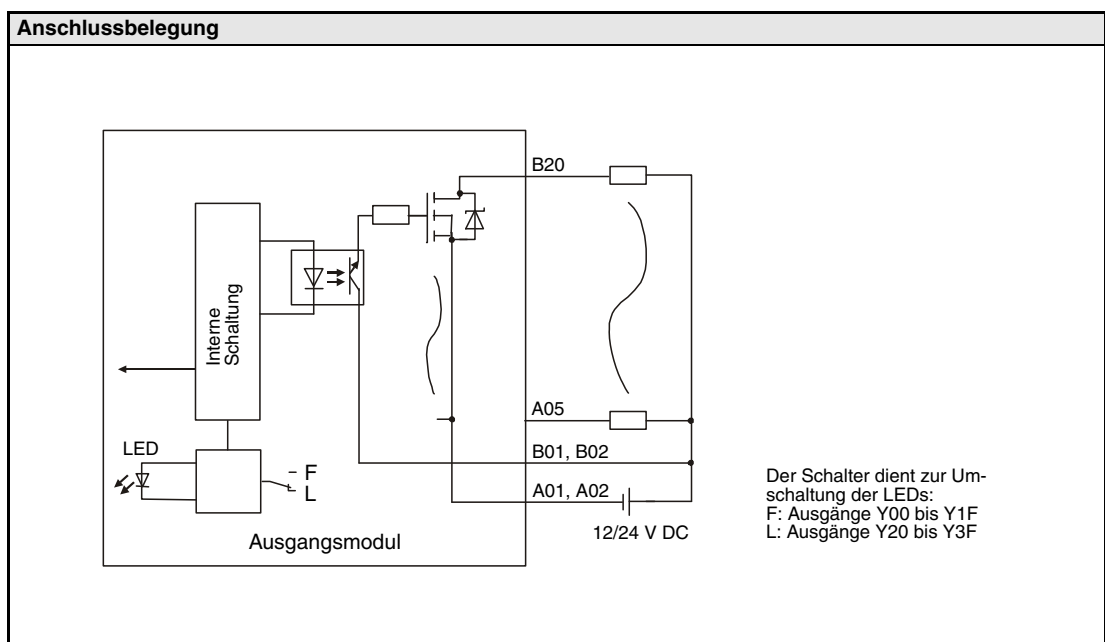 Anschlussbelegung
B20
Interne
Schaltung
A05
LED
B01, B02
F
L
A01, A02
12/24 V DC
Ausgangsmodul
Der Schalter dient zur Um-
schaltung der LEDs:
F: Ausgänge Y00 bis Y1F
L: Ausgänge Y20 bis Y3F